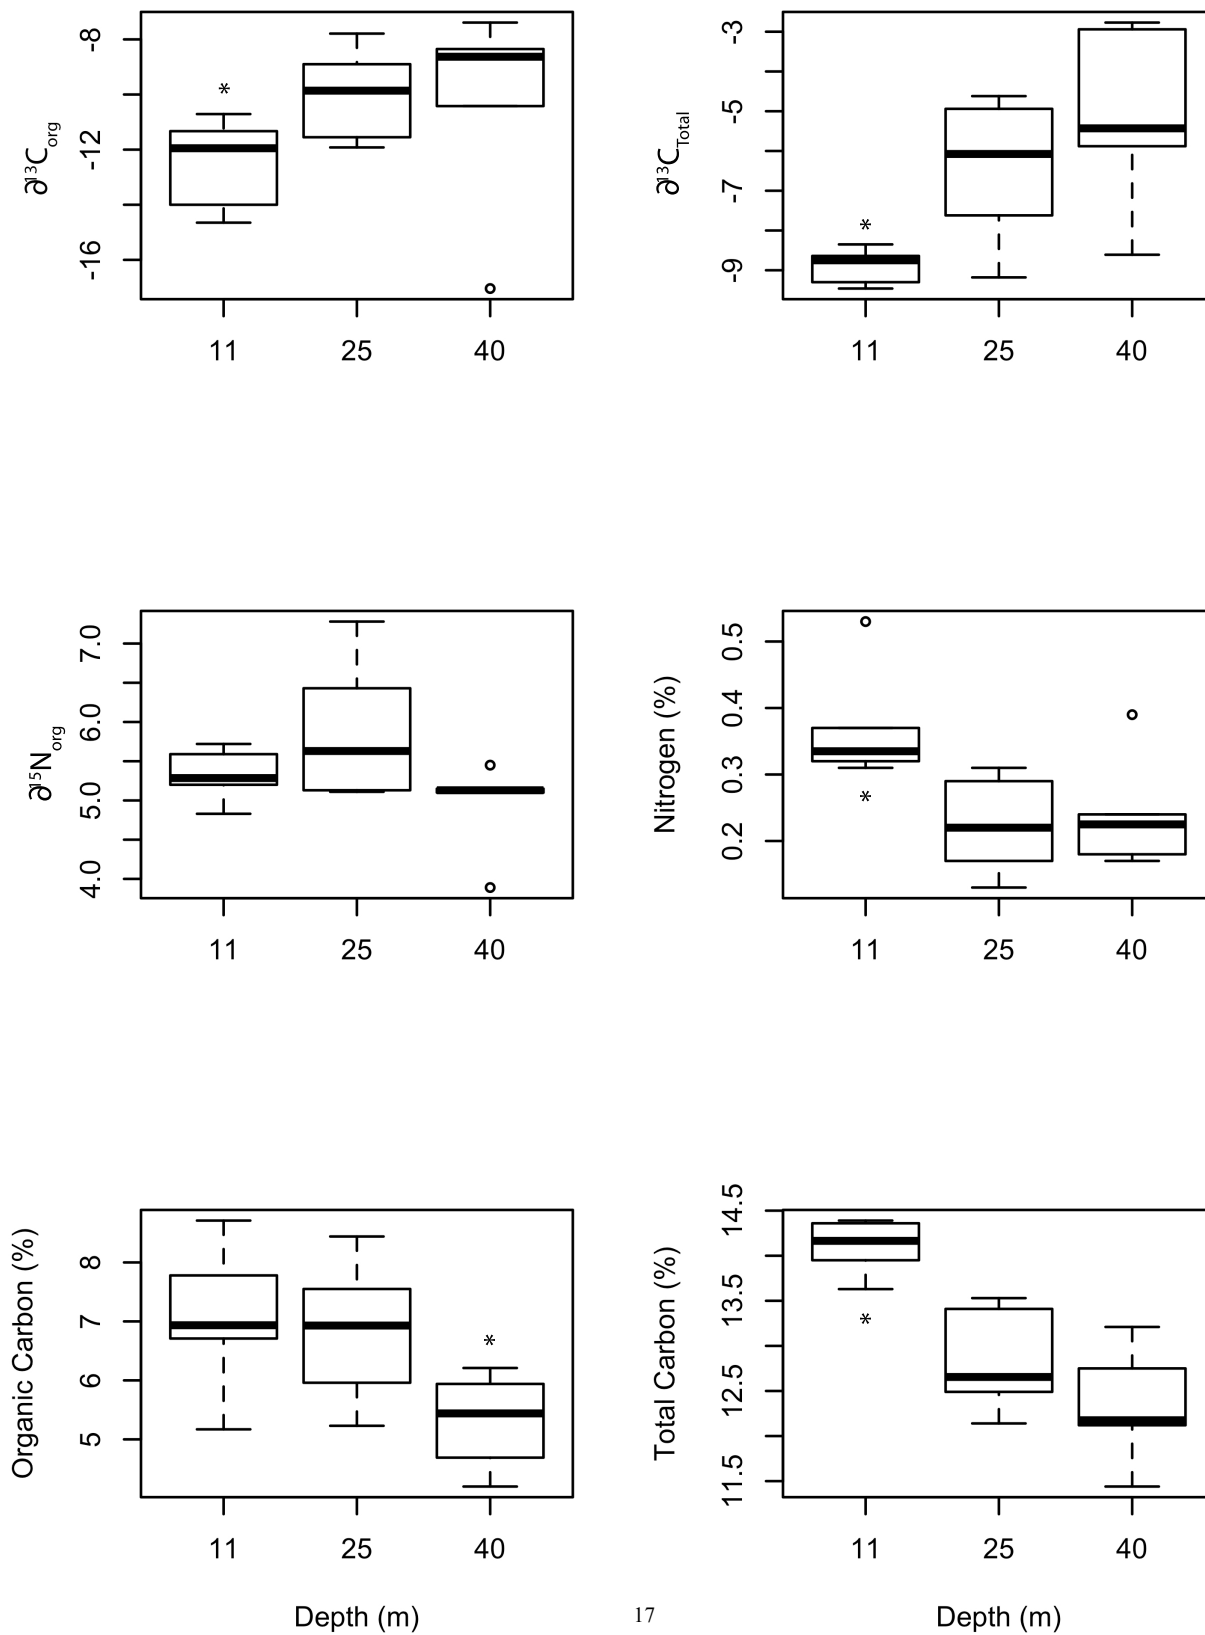 ∂13Corg
-8
-12
-16
*
11 25 40
∂13CTotal
-3
-5
-7
-9
*
11 25 40
∂15Norg
7.0
6.0
5.0
4.0
11 25 40
Nitrogen (%)
0.5
0.4
0.3
0.2
*
11 25 40
Organic Carbon (%)
8
7
6
5
*
11 25 40
Depth (m)
Total Carbon (%)
14.5
13.5
12.5
11.5
*
11 25 40
Depth (m)
17